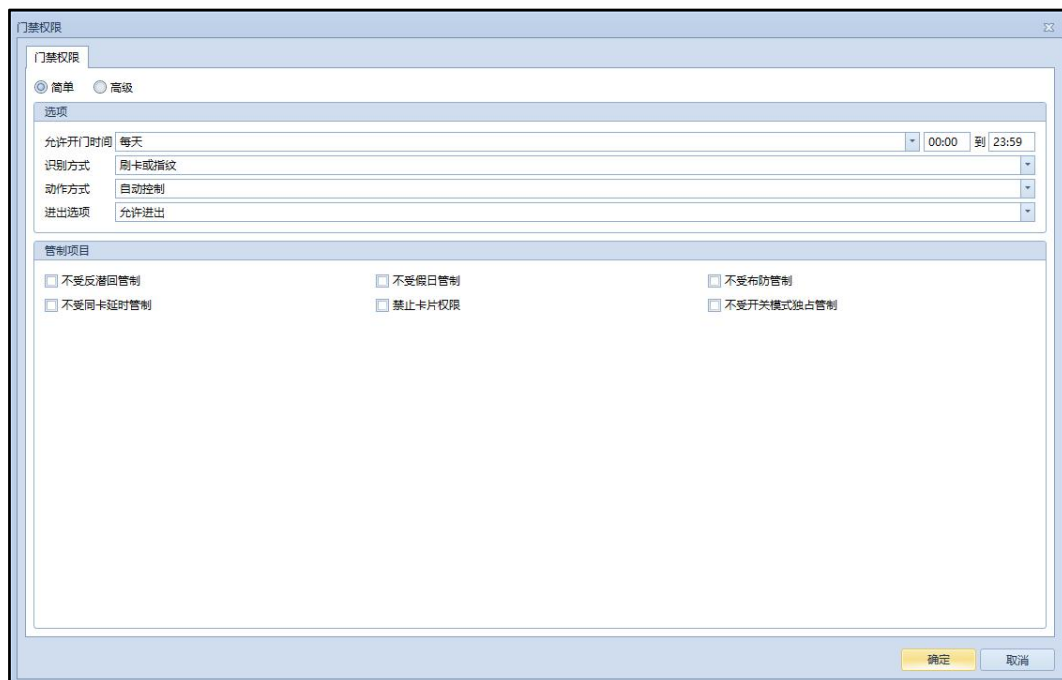 门禁权限
门禁权限
简单 高级
选项
允许开门时间 每天 00:00 到 23:59
识别方式 刷卡或指纹
动作方式 自动控制
进出选项 允许进出
管制项目
不受反潜回管制 不受假日管制 不受布防管制
不受同卡延时管制 禁止卡片权限 不受开关模式独占管制
确定 取消